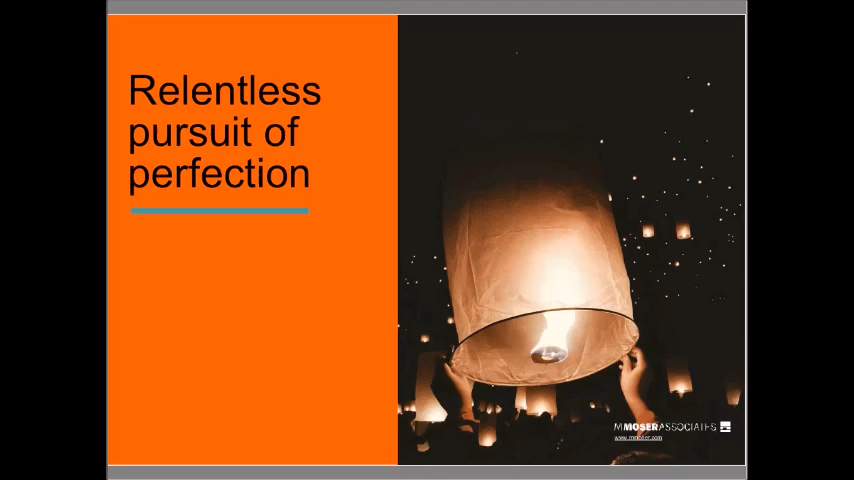 Relentless
pursuit of
perfection
MMOSERASSOCIATES
www.mmoser.com